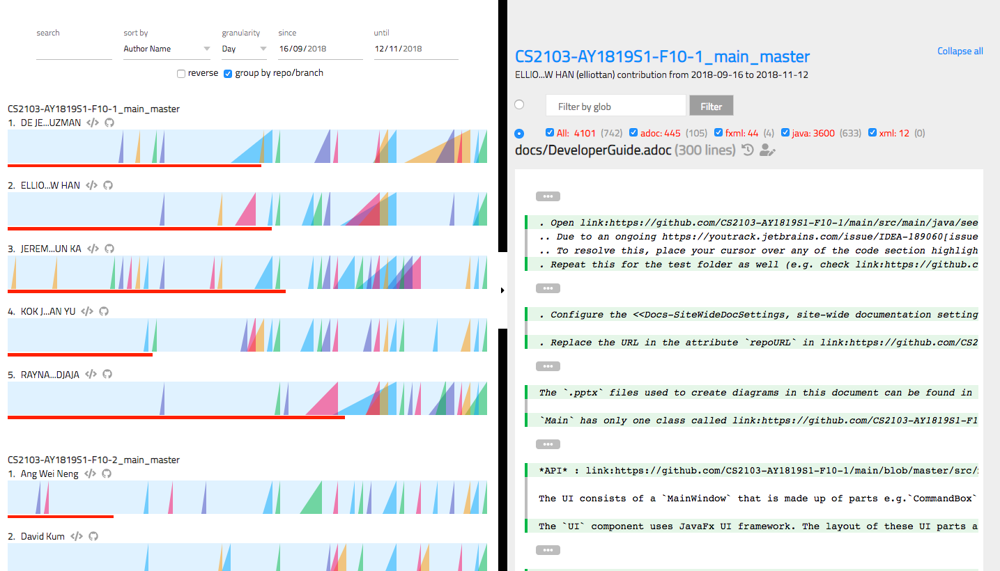 search
sort by
granularity
since
until
Author Name
Day
16/09/2018
12/11/2018
reverse
group by repo/branch
CS2103-AY1819S1-F10-1_main_master
1. DE JE...UZMAN
2. ELLIO...W HAN
3. JEREM...UN KA
4. KOK J...AN YU
5. RAYNA...DJAJA
CS2103-AY1819S1-F10-2_main_master
1. Ang Wei Neng
2. David Kum
CS2103-AY1819S1-F10-1_main_master
Collapse all
ELLIO...W HAN (elliottan) contribution from 2018-09-16 to 2018-11-12
Filter by glob
Filter
All: 4101 (742) adoc: 445 (105) fxml: 44 (4) java: 3600 (633) xml: 12 (0)
docs/DeveloperGuide.adoc (300 lines)
. Open link:https://github.com/CS2103-AY1819S1-F10-1/main/src/main/java/see
.. Due to an ongoing https://youtrack.jetbrains.com/issue/IDEA-189060[issue
.. To resolve this, place your cursor over any of the code section highligh
. Repeat this for the test folder as well (e.g. check link:https://github.c
. Configure the <<Docs-SiteWideDocSettings, site-wide documentation setting
. Replace the URL in the attribute `repoURL` in link:https://github.com/CS2
The `.pptx` files used to create diagrams in this document can be found in
`Main` has only one class called link:https://github.com/CS2103-AY1819S1-F1
*API* : link:https://github.com/CS2103-AY1819S1-F10-1/main/blob/master/src/
The UI consists of a `MainWindow` that is made up of parts e.g.`CommandBox`
The `UI` component uses JavaFx UI framework. The layout of these UI parts a